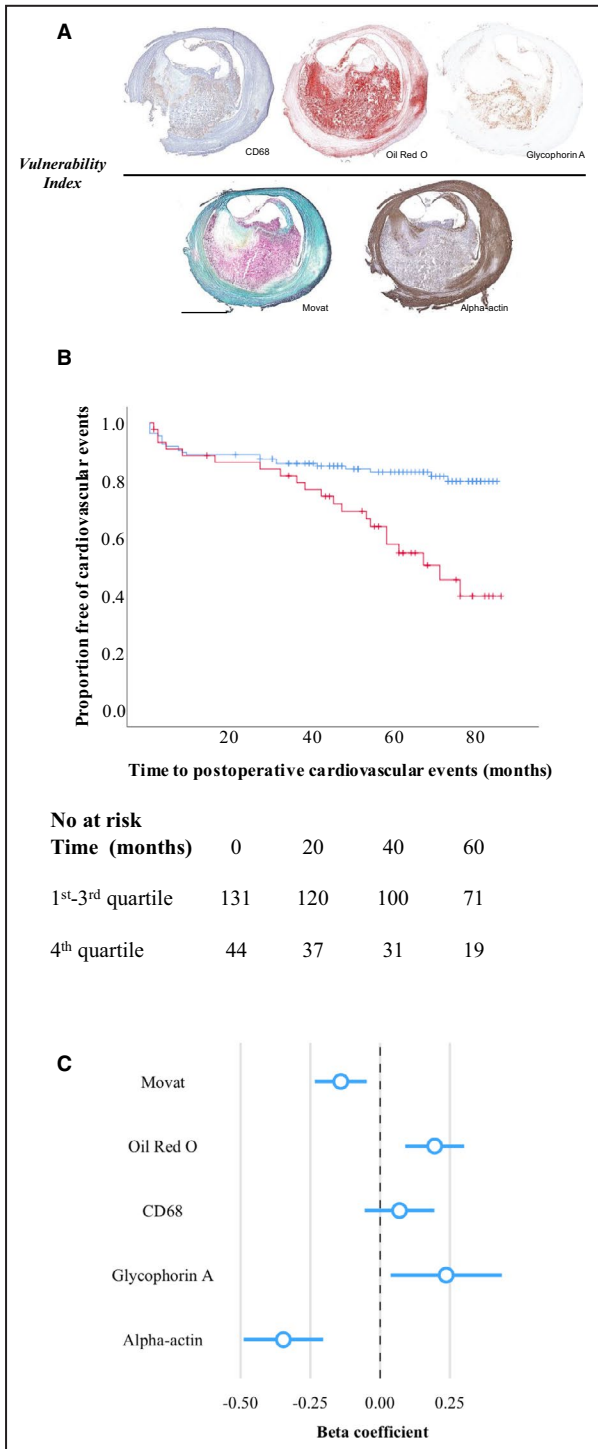 A
CD68
Oil Red O
Glycophorin A
Vulnerability
Index
Movat
Alpha-actin
B
Proportion free of cardiovascular events
1.0
0.8
0.6
0.4
0.2
0.0
20 40 60 80
Time to postoperative cardiovascular events (months)
No at risk
Time (months) 0 20 40 60
1st-3rd quartile 131 120 100 71
4th quartile 44 37 31 19
C
Movat
Oil Red O
CD68
Glycophorin A
Alpha-actin
-0.50 -0.25 0.00 0.25
Beta coefficient